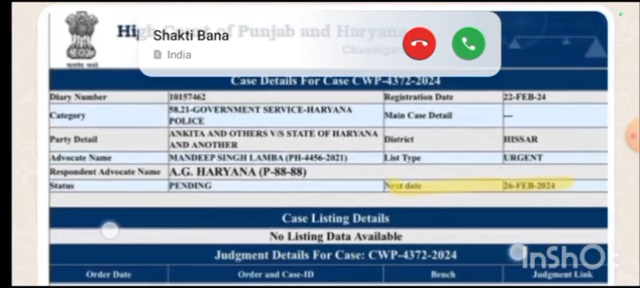 High Court of Punjab and Haryana
Shakti Bana
India
Chandigarh
Case Details For Case CWP-4372-2024
Diary Number 10157462 Registration Date 22-FEB-24
Category 58.21-GOVERNMENT SERVICE-HARYANA POLICE Main Case Detail ---
Party Detail ANKITA AND OTHERS V/S STATE OF HARYANA AND ANOTHER District HISSAR
Advocate Name MANDEEP SINGH LAMBA (PH-4456-2021) List Type URGENT
Respondent Advocate Name A.G. HARYANA (P-88-88)
Status PENDING Next date 26-FEB-2024
Case Listing Details
No Listing Data Available
Judgment Details For Case: CWP-4372-2024
Order Date Order and Case-ID Bench Judgment Link
InShOt